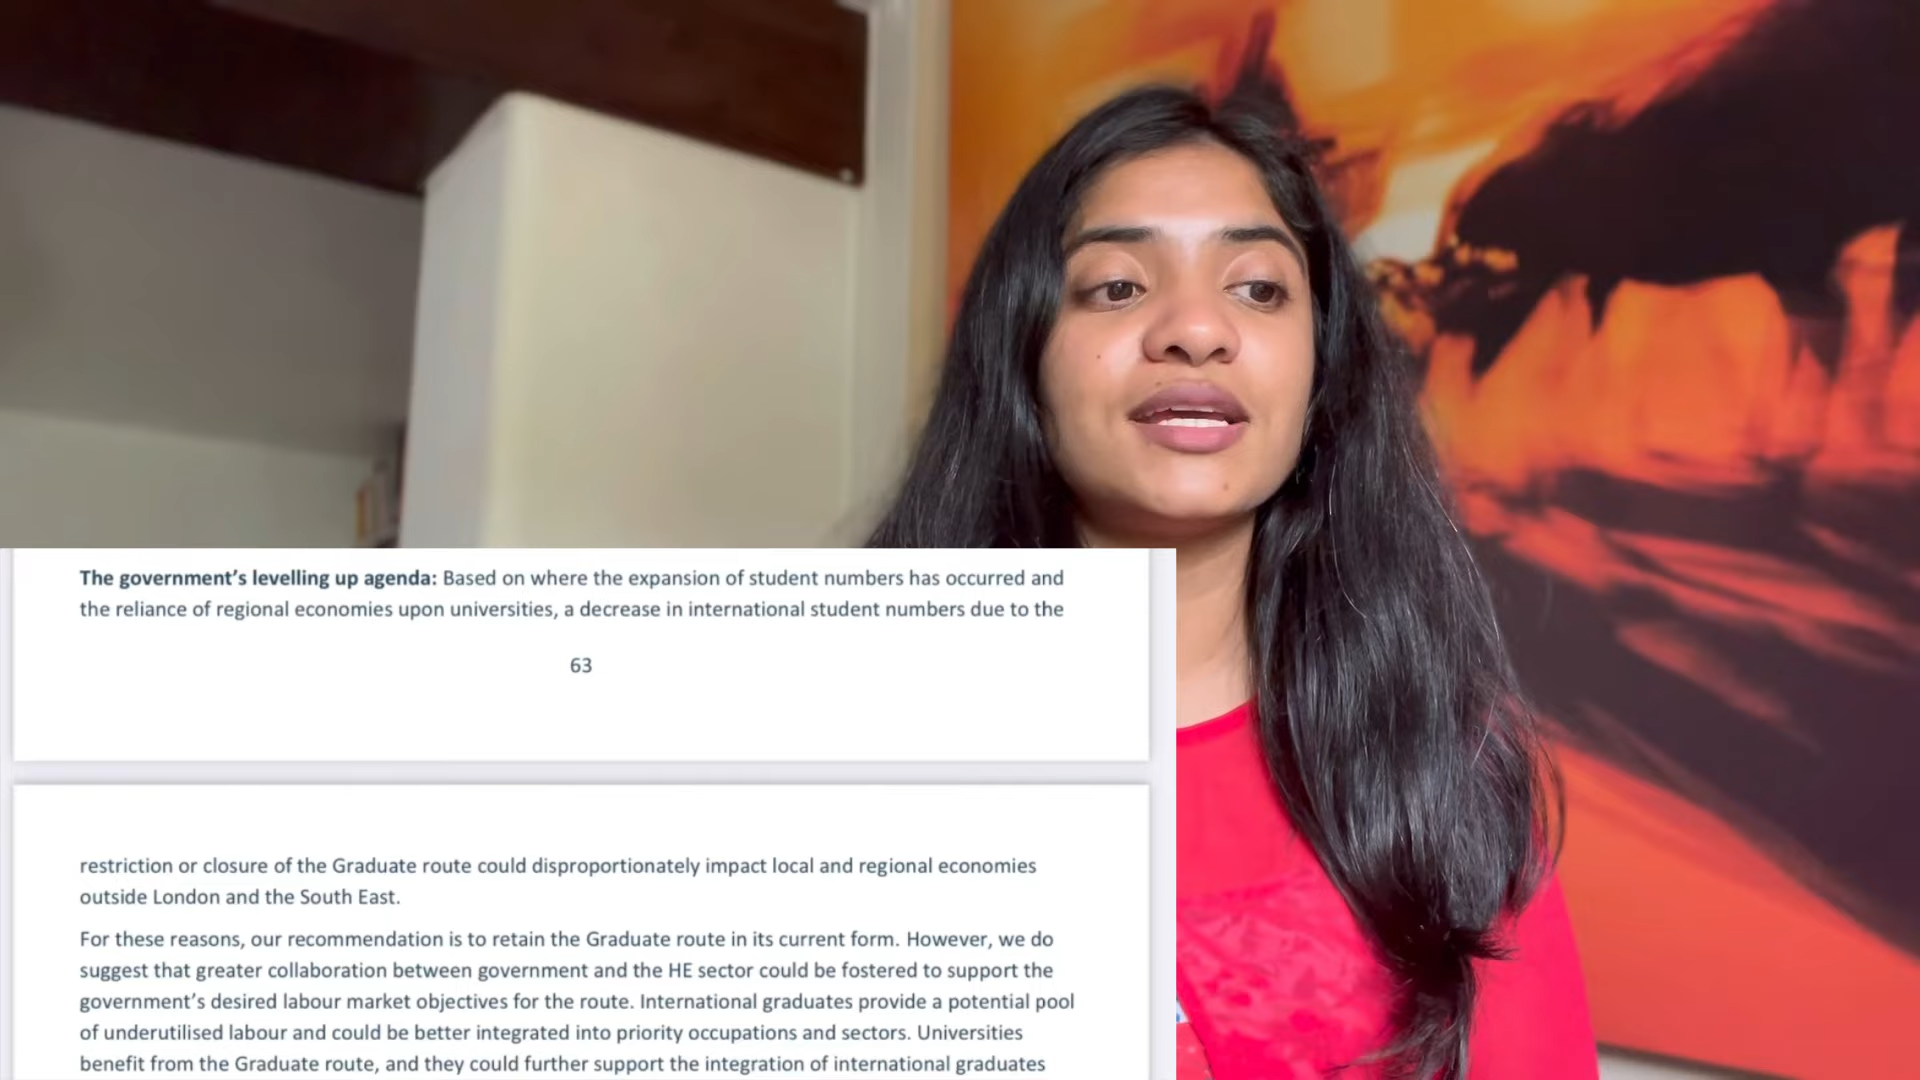 The government’s levelling up agenda: Based on where the expansion of student numbers has occurred and
the reliance of regional economies upon universities, a decrease in international student numbers due to the
63
restriction or closure of the Graduate route could disproportionately impact local and regional economies
outside London and the South East.
For these reasons, our recommendation is to retain the Graduate route in its current form. However, we do
suggest that greater collaboration between government and the HE sector could be fostered to support the
government’s desired labour market objectives for the route. International graduates provide a potential pool
of underutilised labour and could be better integrated into priority occupations and sectors. Universities
benefit from the Graduate route, and they could further support the integration of international graduates